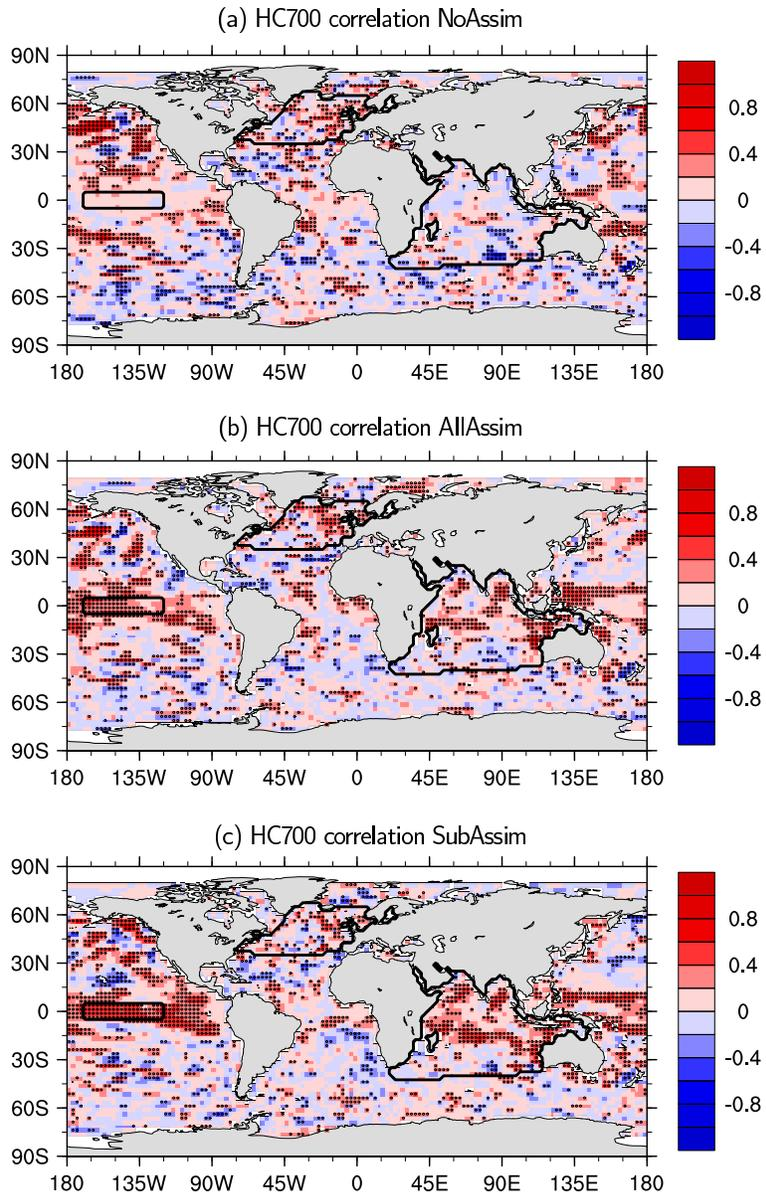 (a) HC700 correlation NoAssim
90N
60N
30N
0
30S
60S
90S
180 135W 90W 45W 0 45E 90E 135E 180
0.8
0.4
0
-0.4
-0.8
(b) HC700 correlation AllAssim
90N
60N
30N
0
30S
60S
90S
180 135W 90W 45W 0 45E 90E 135E 180
0.8
0.4
0
-0.4
-0.8
(c) HC700 correlation SubAssim
90N
60N
30N
0
30S
60S
90S
180 135W 90W 45W 0 45E 90E 135E 180
0.8
0.4
0
-0.4
-0.8